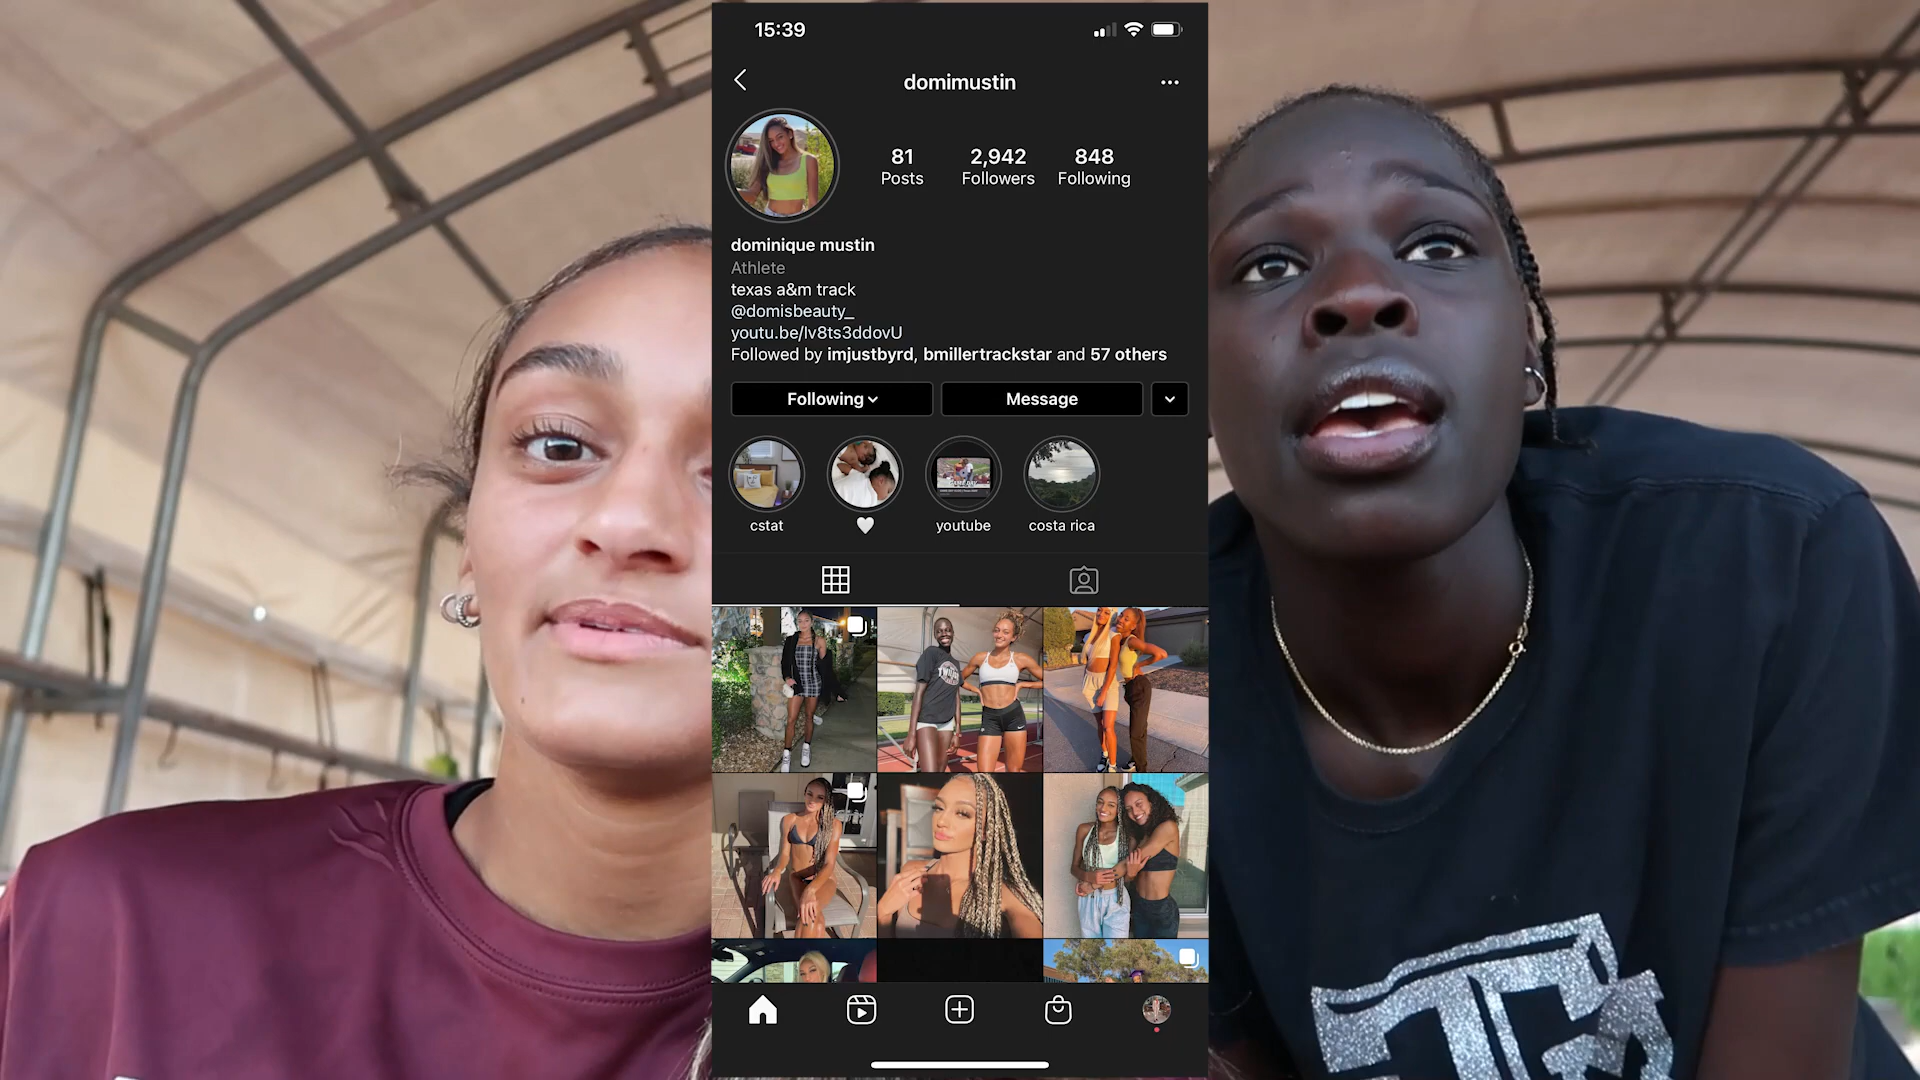 15:39
domimustin
81 2,942 848
Posts Followers Following
dominique mustin
Athlete
texas a&m track
@domisbeauty_
youtu.be/lv8ts3ddovU
Followed by imjustbyrd, bmillertrackstar and 57 others
Following Message
cstat youtube costa rica